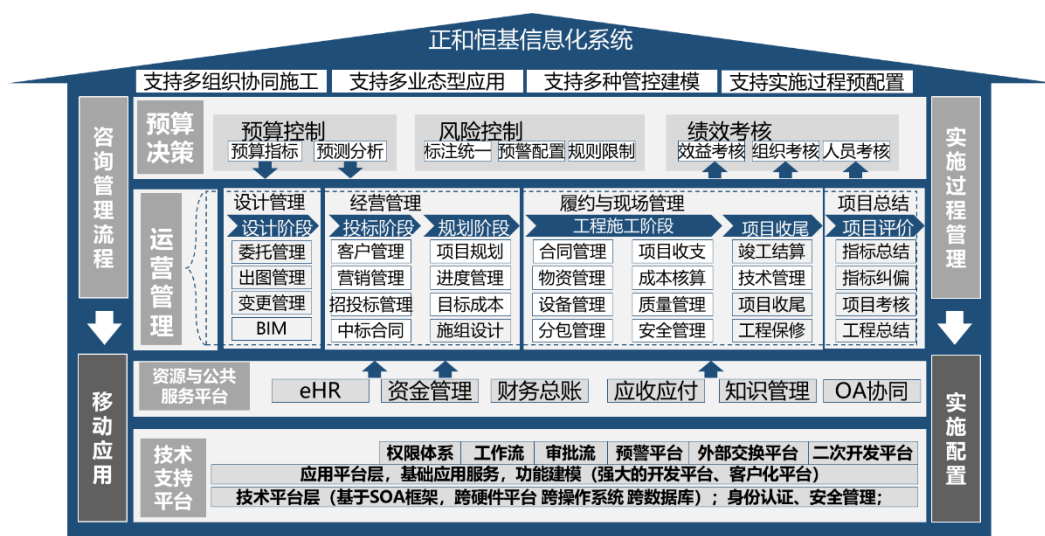 正和恒基信息化系统
支持多组织协同施工 支持多业态型应用 支持多种管控建模 支持实施过程预配置
咨询管理流程
移动应用
预算决策
预算控制 风险控制 绩效考核
预算指标 预测分析 标注统一 预警配置 规则限制 效益考核 组织考核 人员考核
运营管理
设计管理 经营管理 履约与现场管理 项目总结
设计阶段 投标阶段 规划阶段 工程施工阶段 项目收尾 项目评价
委托管理 客户管理 项目规划 合同管理 项目收支 竣工结算 指标总结
出图管理 营销管理 进度管理 物资管理 成本核算 技术管理 指标纠偏
变更管理 招投标管理 目标成本 设备管理 质量管理 项目收尾 项目考核
BIM 中标合同 施组设计 分包管理 安全管理 工程保修 工程总结
资源与公共
服务平台
eHR 资金管理 财务总账 应收应付 知识管理 OA协同
技术
支持
平台
权限体系 工作流 审批流 预警平台 外部交换平台 二次开发平台
应用平台层，基础应用服务，功能建模（强大的开发平台、客户化平台）
技术平台层（基于SOA框架，跨硬件平台 跨操作系统 跨数据库）；身份认证、安全管理；
实施过程管理
实施配置